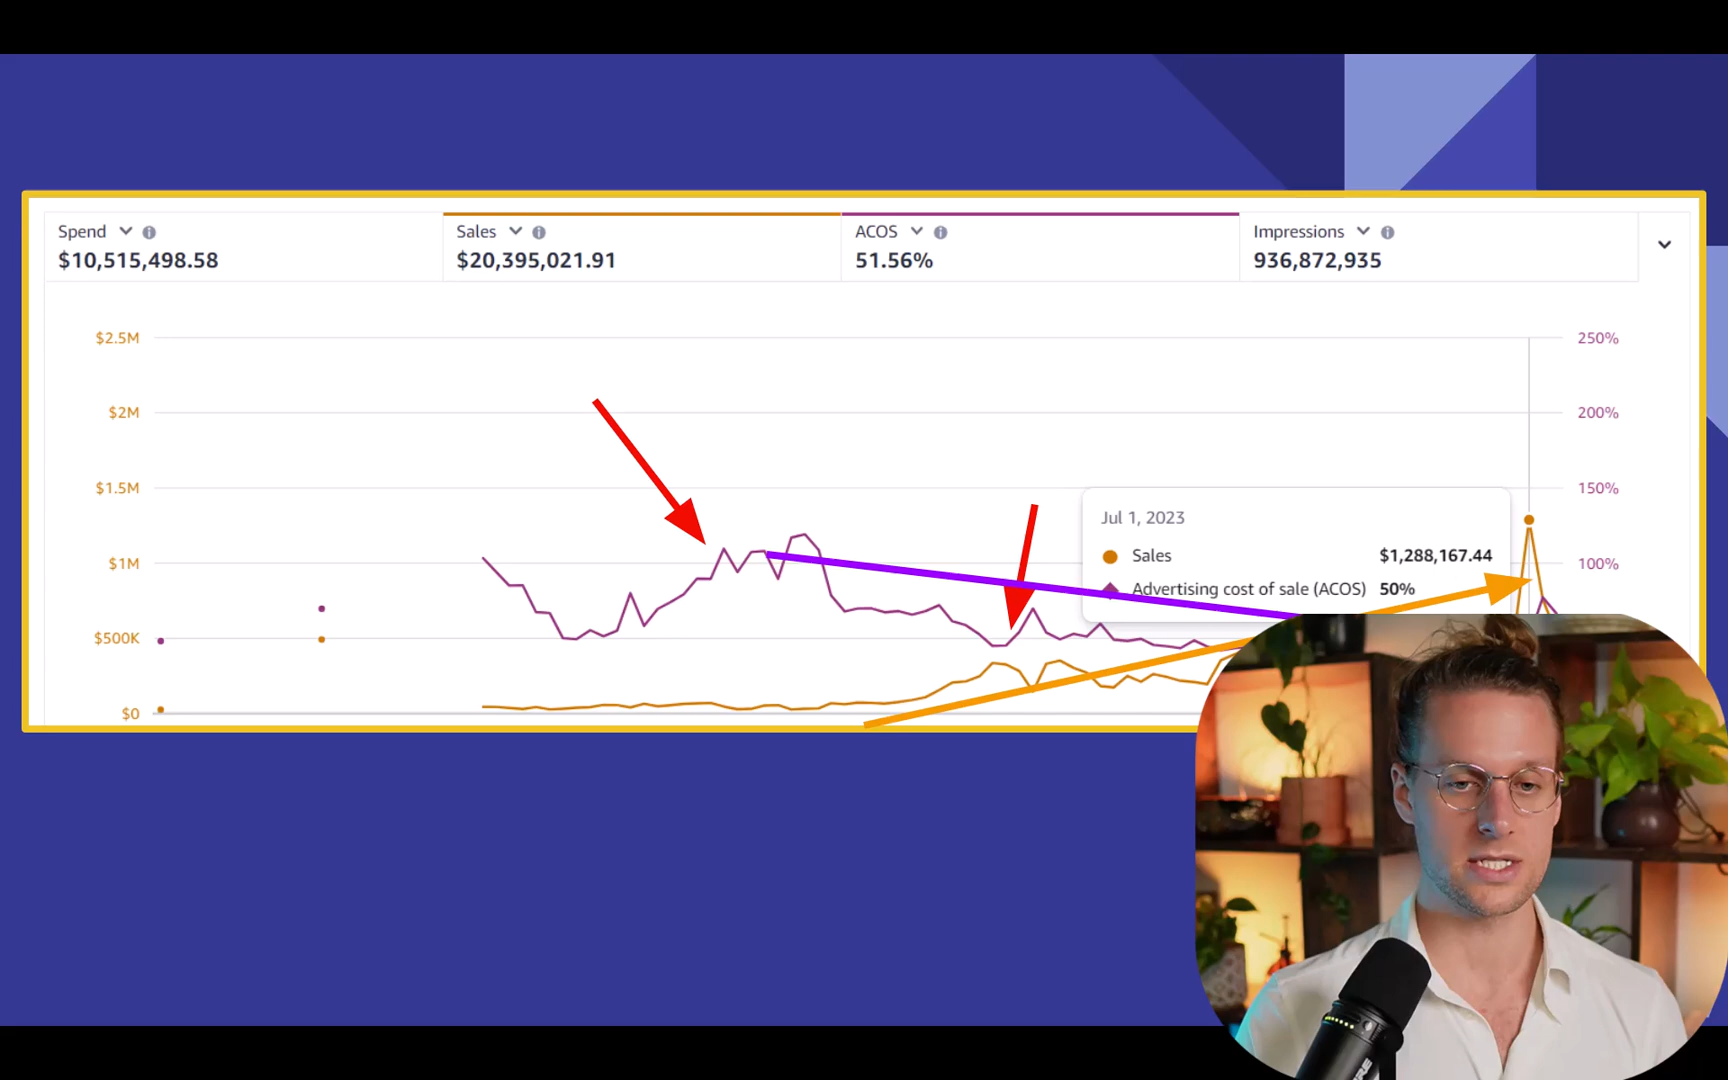 Spend
$10,515,498.58
Sales
$20,395,021.91
ACOS
51.56%
Impressions
936,872,935
$2.5M
250%
$2M
200%
$1.5M
150%
$1M
100%
$500K
$0
Jul 1, 2023
Sales $1,288,167.44
Advertising cost of sale (ACOS) 50%